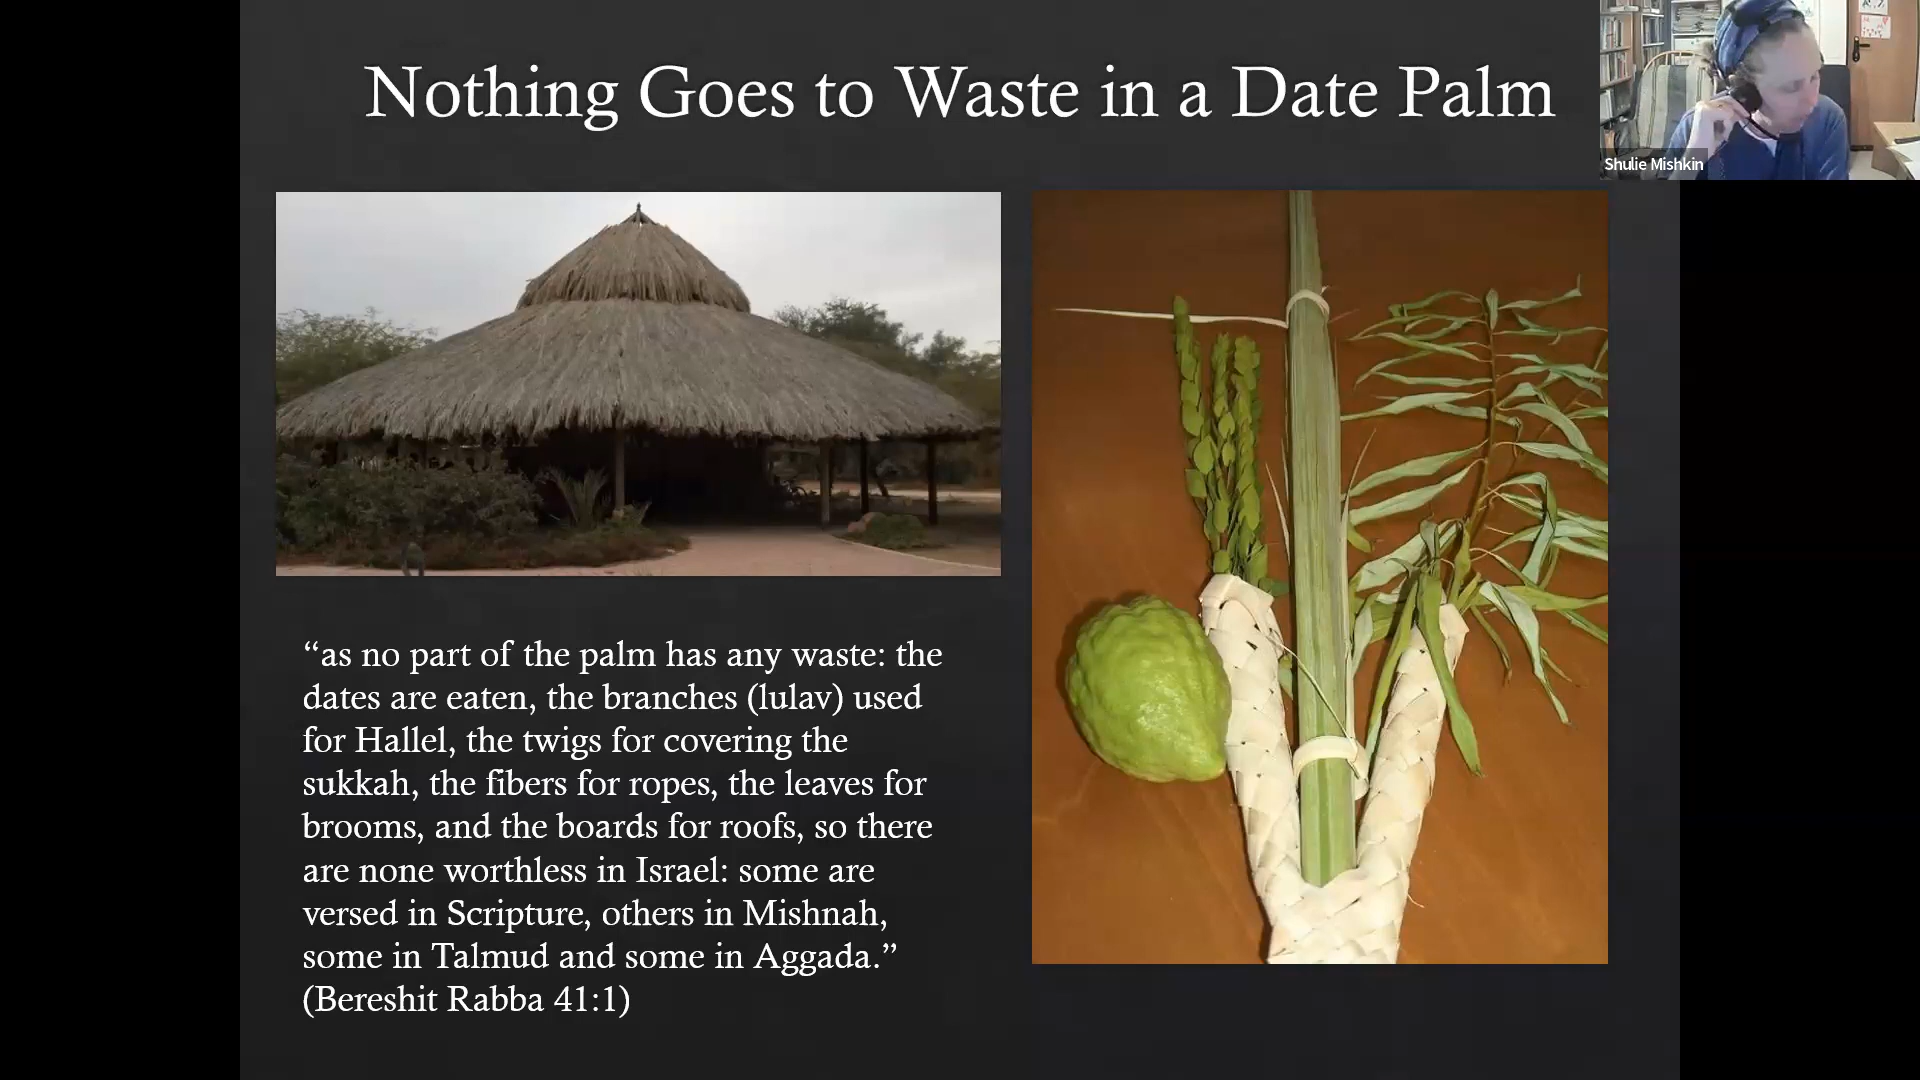 Nothing Goes to Waste in a Date Palm
Shulie Mishkin
“as no part of the palm has any waste: the
dates are eaten, the branches (lulav) used
for Hallel, the twigs for covering the
sukkah, the fibers for ropes, the leaves for
brooms, and the boards for roofs, so there
are none worthless in Israel: some are
versed in Scripture, others in Mishnah,
some in Talmud and some in Aggada.”
(Bereshit Rabba 41:1)